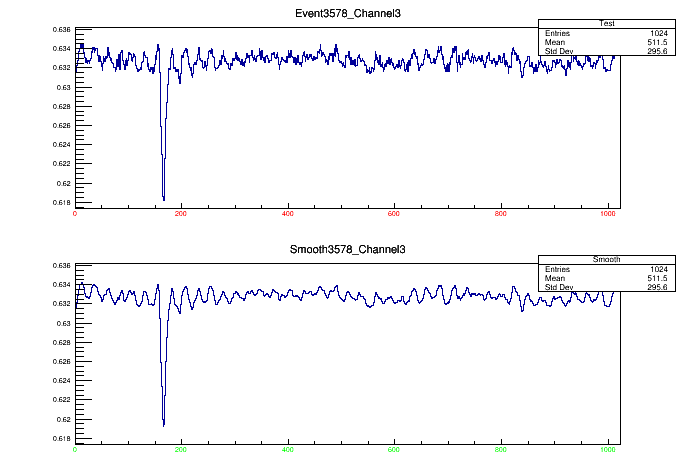 Event3578_Channel3
Test
Entries 1024
Mean 511.5
Std Dev 295.6
0.636
0.634
0.632
0.63
0.628
0.626
0.624
0.622
0.62
0.618
0 200 400 600 800 1000
Smooth3578_Channel3
Smooth
Entries 1024
Mean 511.5
Std Dev 295.6
0.636
0.634
0.632
0.63
0.628
0.626
0.624
0.622
0.62
0.618
0 200 400 600 800 1000